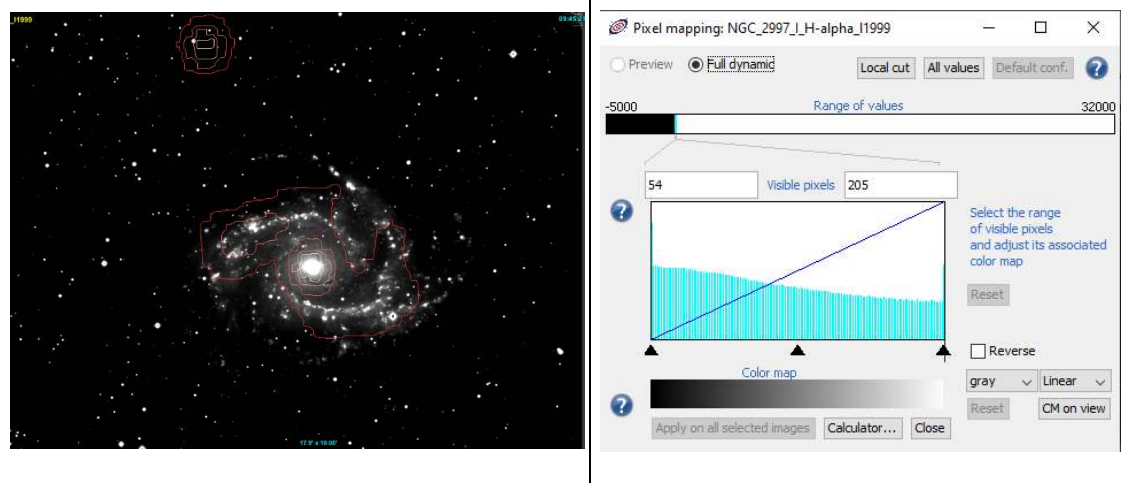 _I1999
09:45:2
17.9' x 16.06'
Pixel mapping: NGC_2997_I_H-alpha_I1999
Preview Full dynamic Local cut All values Default conf. ?
-5000 Range of values 32000
54 Visible pixels 205
?
Select the range
of visible pixels
and adjust its associated
color map
Reset
Reverse
Color map
gray Linear
?
Reset CM on view
Apply on all selected images Calculator... Close